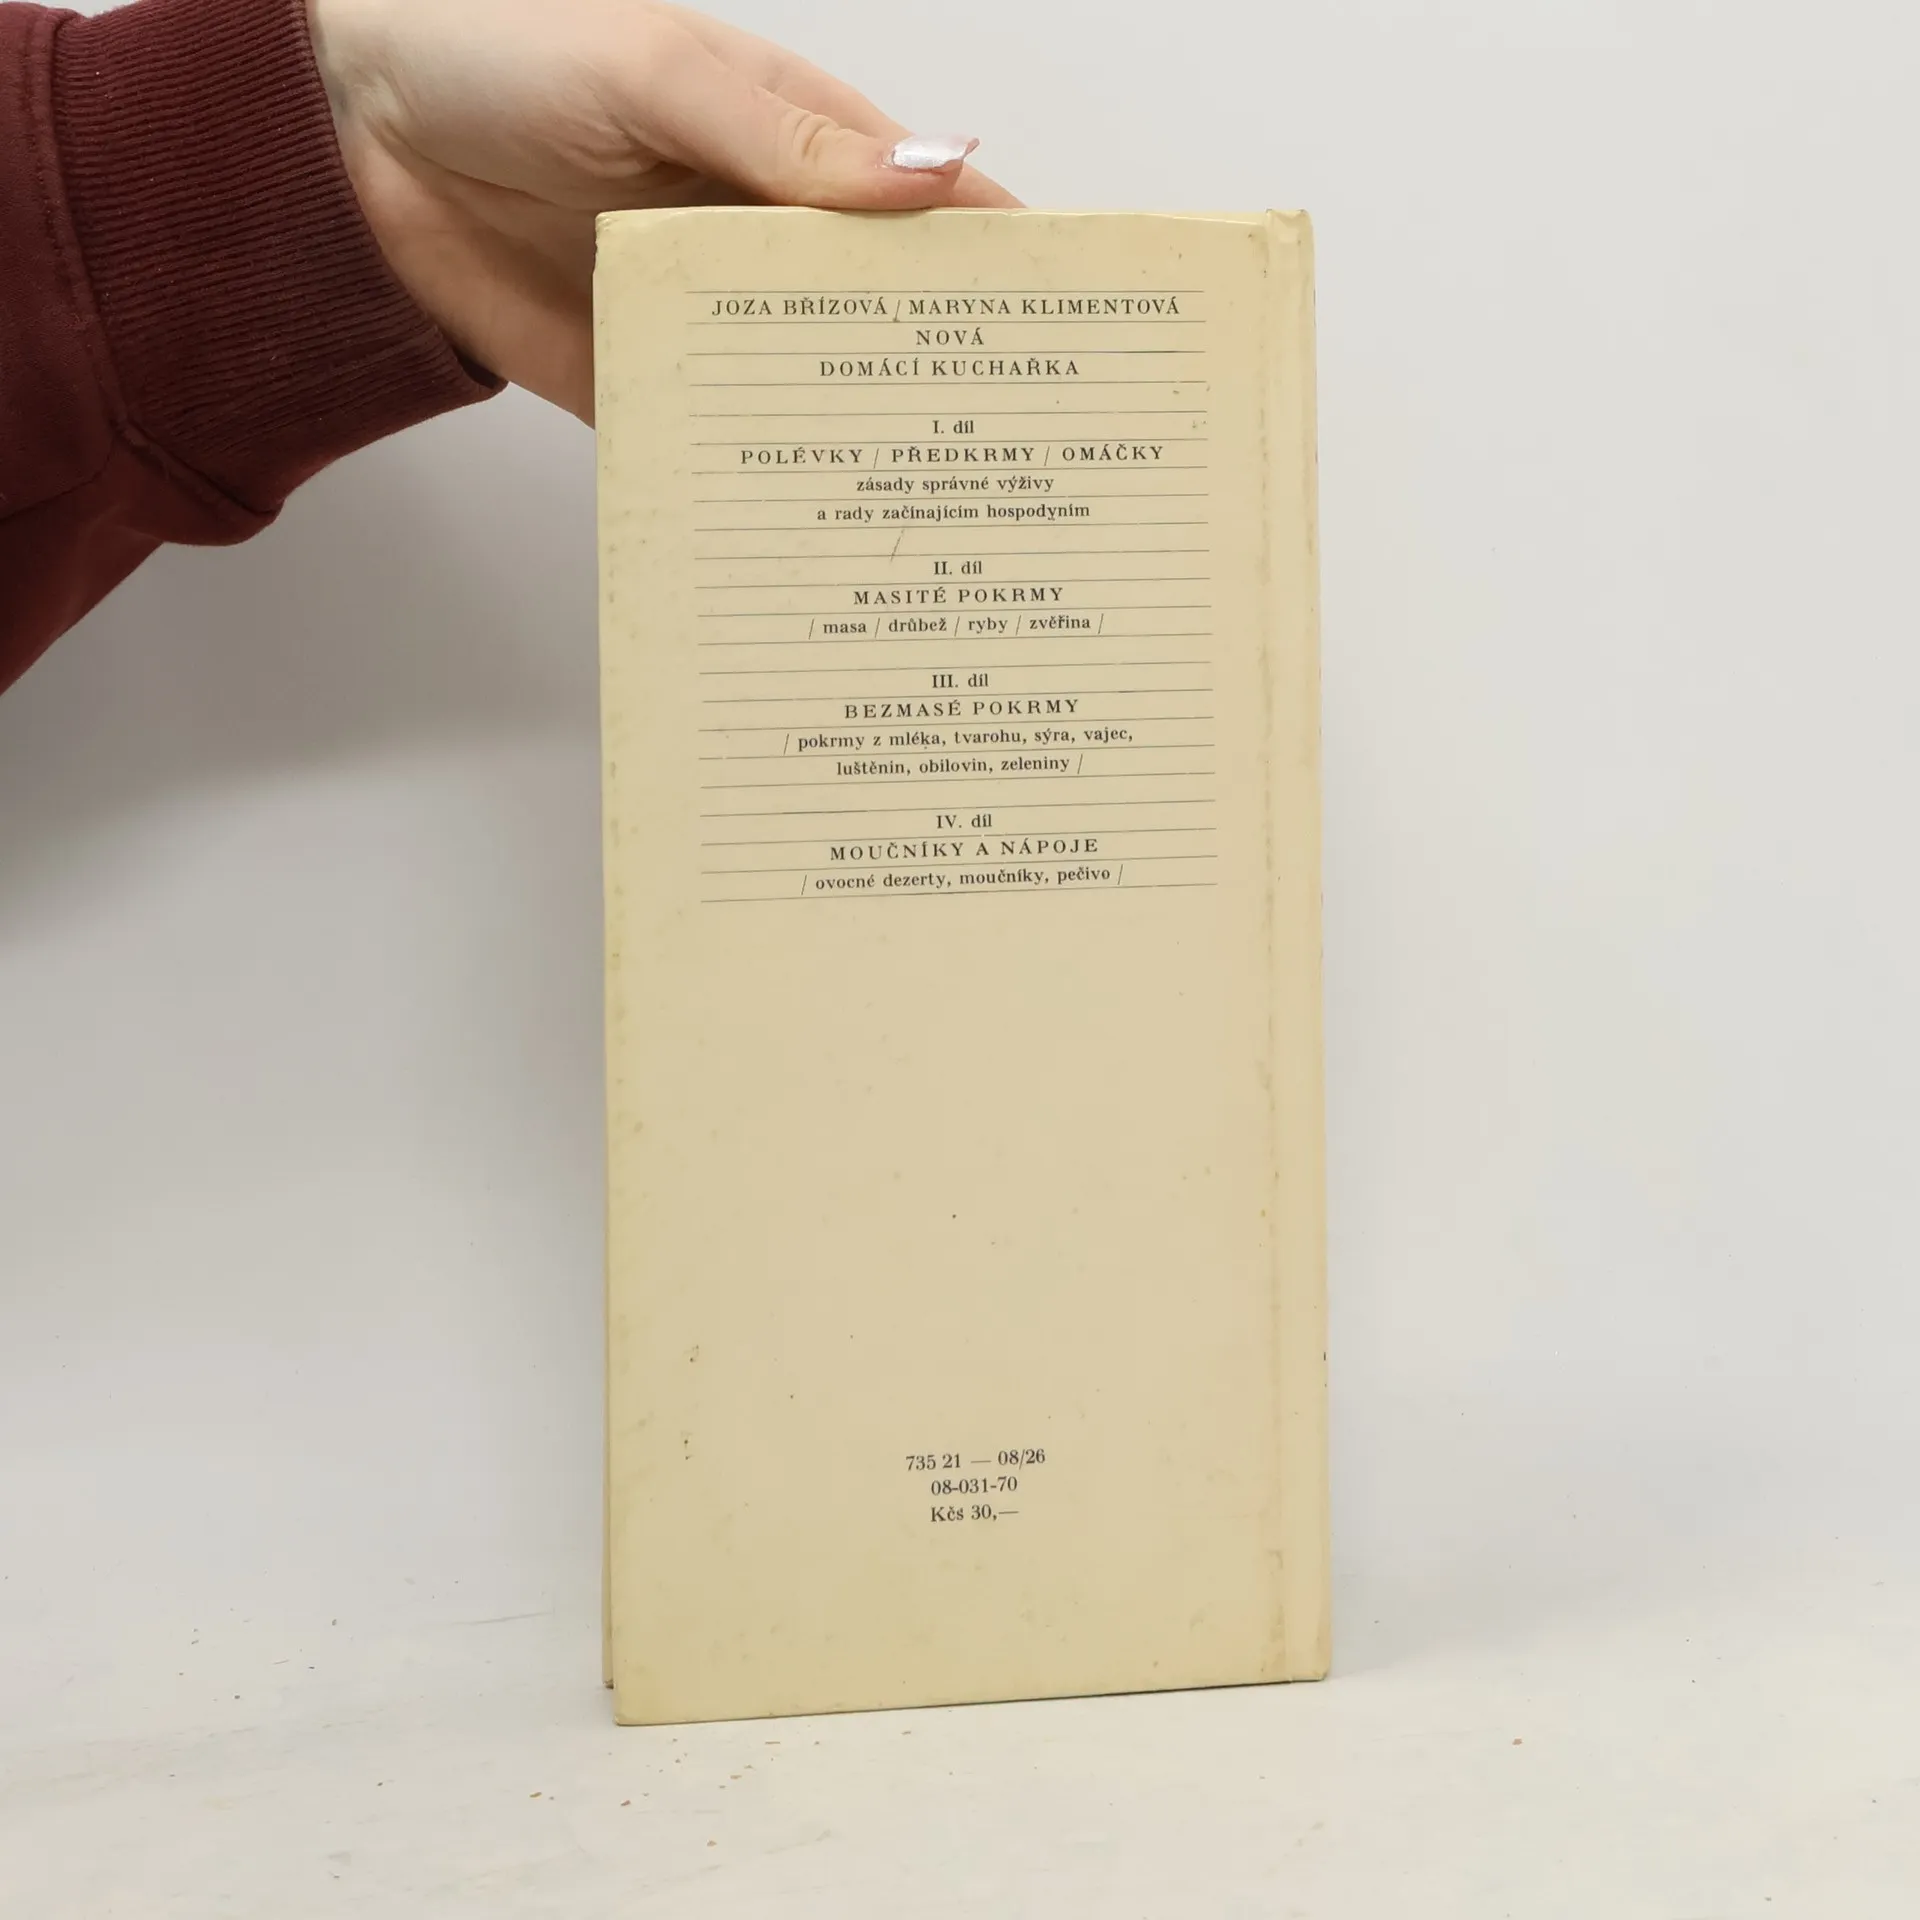 JOZA BŘÍZOVÁ / MARYNA KLIMENTOVÁ
NOVÁ
DOMÁCÍ KUCHAŘKA
I. díl
POLÉVKY / PŘEDKRMY / OMÁČKY
zásady správné výživy
a rady začínajícím hospodyním
II. díl
MASITÉ POKRMY
/ masa / drůbež / ryby / zvěřina /
III. díl
BEZMASÉ POKRMY
/ pokrmy z mléka, tvarohu, sýra, vajec,
luštěnin, obilovin, zeleniny /
IV. díl
MOUČNÍKY A NÁPOJE
/ ovocné dezerty, moučníky, pečivo /
735 21 — 08/26
08-031-70
Kčs 30,—